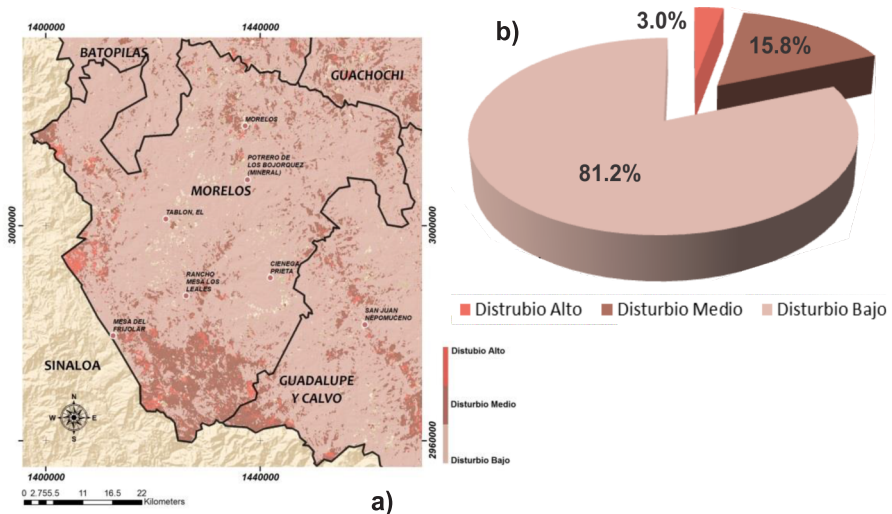 1400000
1440000
BATOPILAS
GUACHOCHI
MORELOS
POTRERO DE
LOS BOJORQUEZ
(MINERAL)
MORELOS
TABLON, EL
3000000
3000000
CIENEGA
PRIETA
RANCHO
MESA LOS
LEALES
SAN JUAN
NEPOMUCENO
MESA DEL
FRIJOLAR
SINALOA
GUADALUPE
Y CALVO
N
W E
S
2960000
1400000
1440000
0 2.755.5 11 16.5 22
Kilometers
a)
b)
3.0%
15.8%
81.2%
Distrubio Alto Disturbio Medio Disturbio Bajo
Distubio Alto
Disturbio Medio
Disturbio Bajo